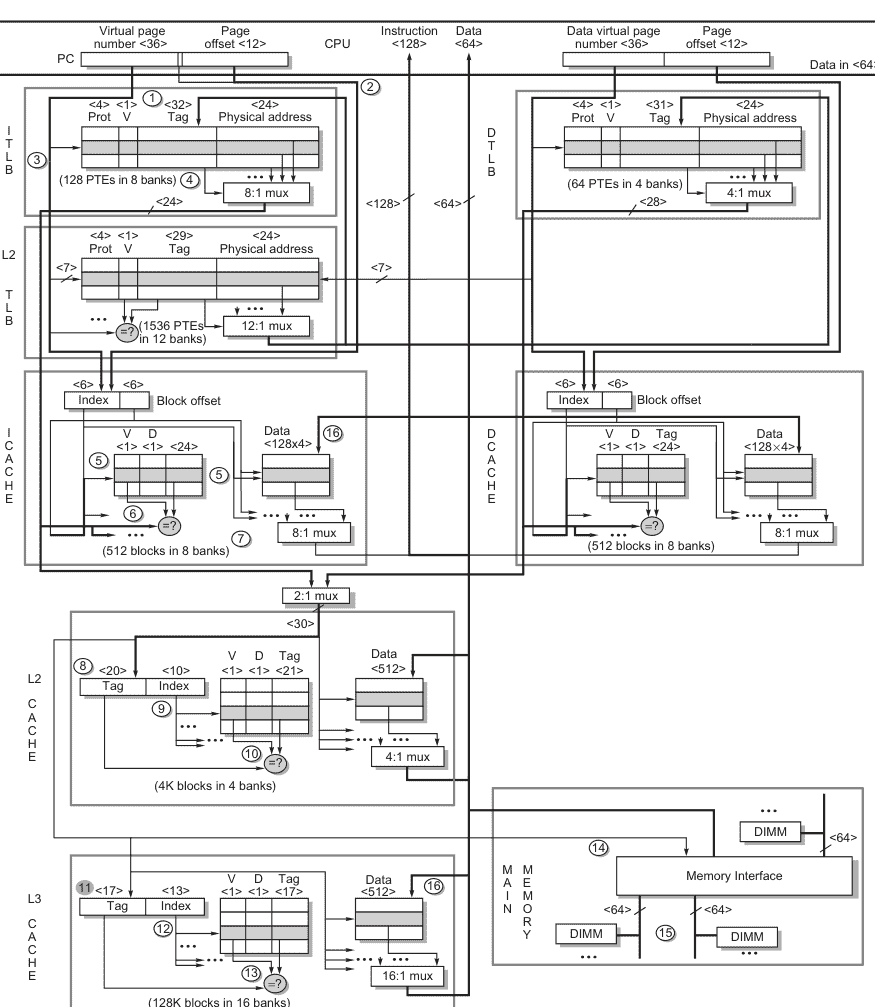 Virtual page number <36>
Page offset <12>
CPU
Instruction <128>
Data <64>
Data virtual page number <36>
Page offset <12>
PC
Data in <64>
1
2
ITLB
<4> <1> <32> <24>
Prot V Tag Physical address
3
(128 PTEs in 8 banks)
4
...
8:1 mux
<24>
DTLB
<4> <1> <31> <24>
Prot V Tag Physical address
(64 PTEs in 4 banks)
...
4:1 mux
<28>
<128>
<64>
L2 TLB
<4> <1> <29> <24>
Prot V Tag Physical address
<7>
<7>
...
=?
(1536 PTEs in 12 banks)
...
12:1 mux
ICACHE
<6> <6>
Index
Block offset
V D
<1> <1> <24>
5
5
Data
<128x4>
16
6
=?
...
7
... ...
8:1 mux
(512 blocks in 8 banks)
DCACHE
<6> <6>
Index
Block offset
V D Tag
<1> <1> <24>
Data
<128×4>
=?
...
... ...
8:1 mux
(512 blocks in 8 banks)
2:1 mux
<30>
L2 CACHE
8
<20> <10>
Tag Index
9
V D Tag
<1> <1> <21>
Data
<512>
...
...
10
=?
... ...
4:1 mux
(4K blocks in 4 banks)
MAIN MEMORY
14
...
DIMM
<64>
Memory Interface
<64>
<64>
DIMM
15
DIMM
...
...
L3 CACHE
11
<17> <13>
Tag Index
12
V D Tag
<1> <1> <17>
Data
<512>
16
...
...
13
=?
... ...
16:1 mux
(128K blocks in 16 banks)